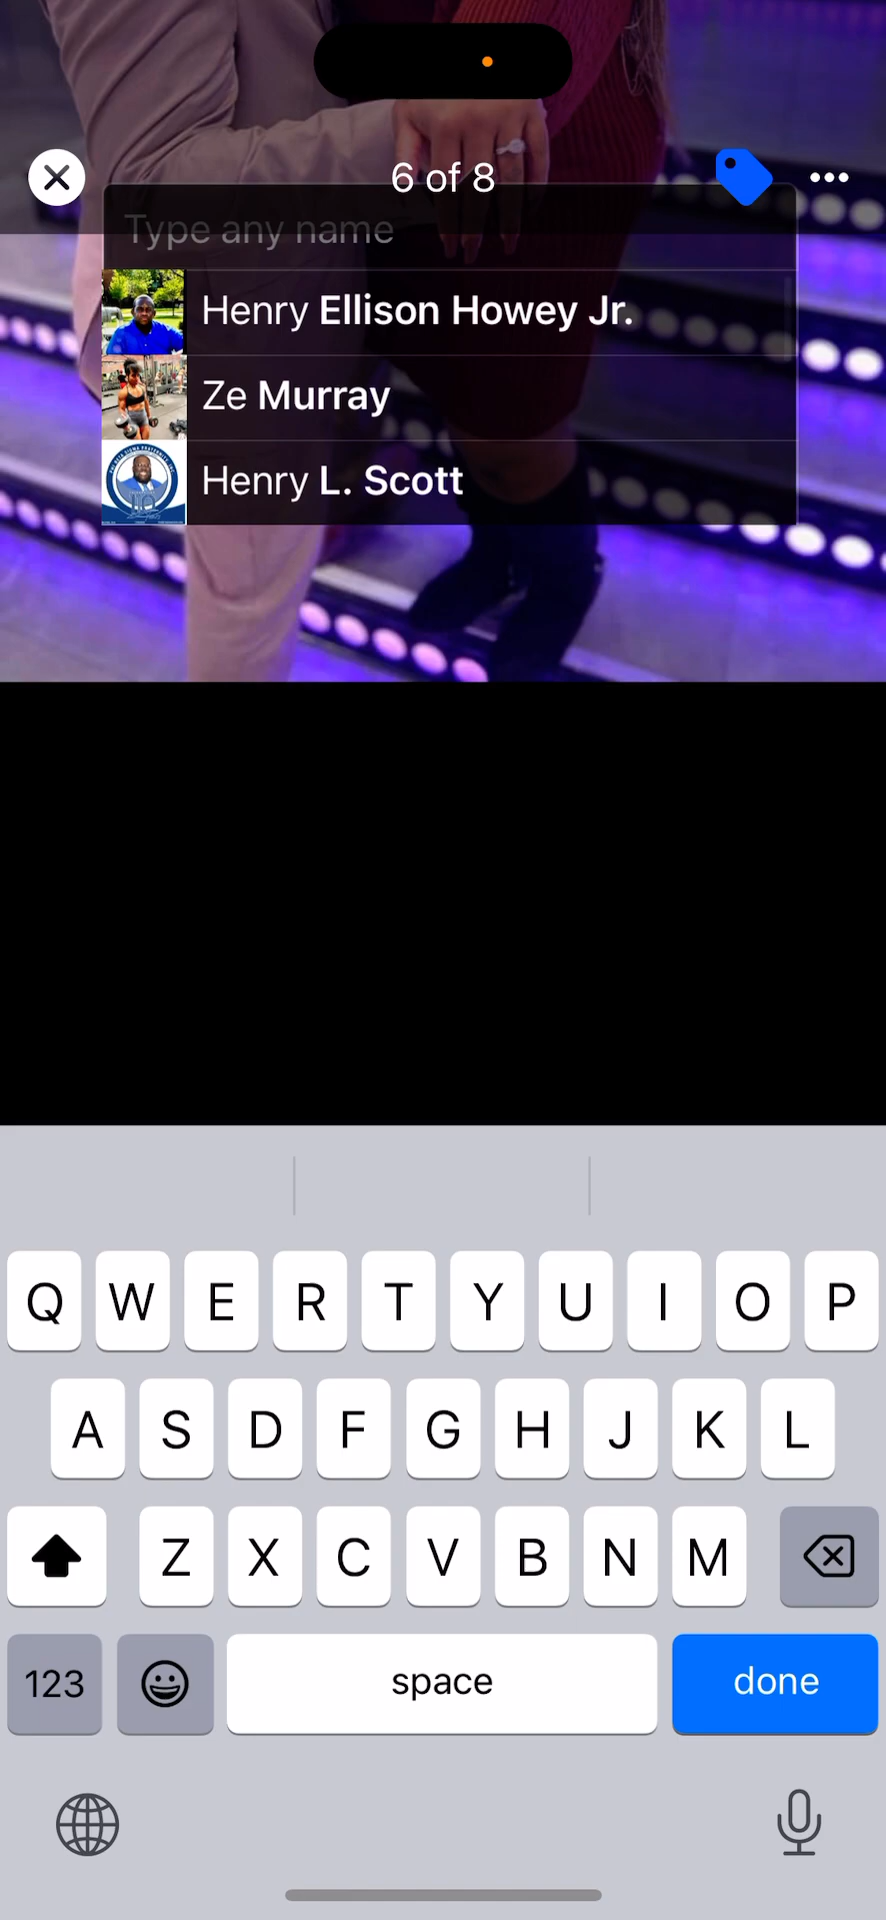 6 of 8
Type any name
Henry Ellison Howey Jr.
Ze Murray
Henry L. Scott
Q W E R T Y U I O P
A S D F G H J K L
Z X C V B N M
123 space done